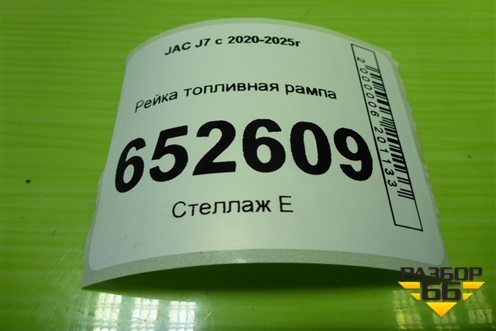 JAC J7 с 2020-2025г
Рейка топливная рампа
652609
Стеллаж Е
2000006201133
РАЗБОР
66